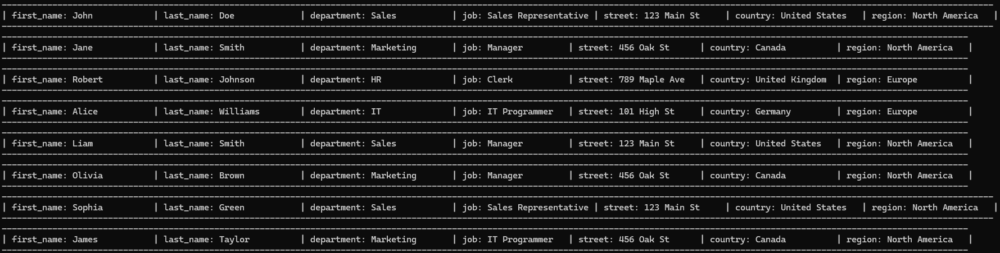 | first_name: John | last_name: Doe | department: Sales | job: Sales Representative | street: 123 Main St | country: United States | region: North America |
| first_name: Jane | last_name: Smith | department: Marketing | job: Manager | street: 456 Oak St | country: Canada | region: North America |
| first_name: Robert | last_name: Johnson | department: HR | job: Clerk | street: 789 Maple Ave | country: United Kingdom | region: Europe |
| first_name: Alice | last_name: Williams | department: IT | job: IT Programmer | street: 101 High St | country: Germany | region: Europe |
| first_name: Liam | last_name: Smith | department: Sales | job: Manager | street: 123 Main St | country: United States | region: North America |
| first_name: Olivia | last_name: Brown | department: Marketing | job: Manager | street: 456 Oak St | country: Canada | region: North America |
| first_name: Sophia | last_name: Green | department: Sales | job: Sales Representative | street: 123 Main St | country: United States | region: North America |
| first_name: James | last_name: Taylor | department: Marketing | job: IT Programmer | street: 456 Oak St | country: Canada | region: North America |